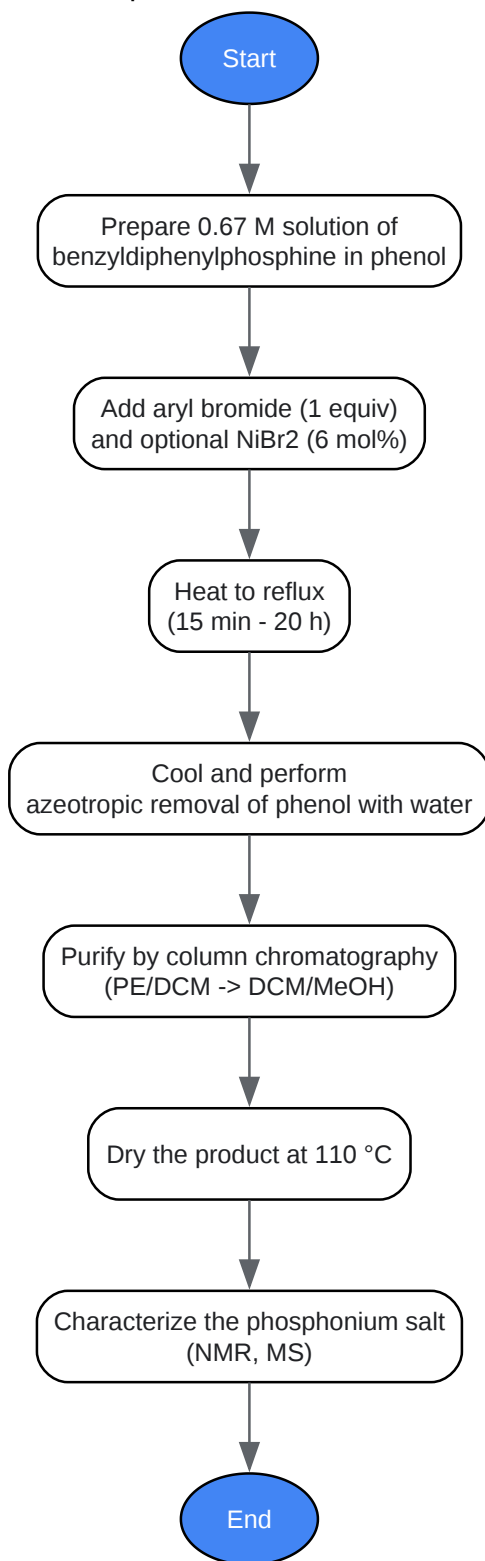 Start
Prepare 0.67 M solution of
benzyldiphenylphosphine in phenol
Add aryl bromide (1 equiv)
and optional NiBr2 (6 mol%)
Heat to reflux
(15 min - 20 h)
Cool and perform
azeotropic removal of phenol with water
Purify by column chromatography
(PE/DCM -> DCM/MeOH)
Dry the product at 110 °C
Characterize the phosphonium salt
(NMR, MS)
End